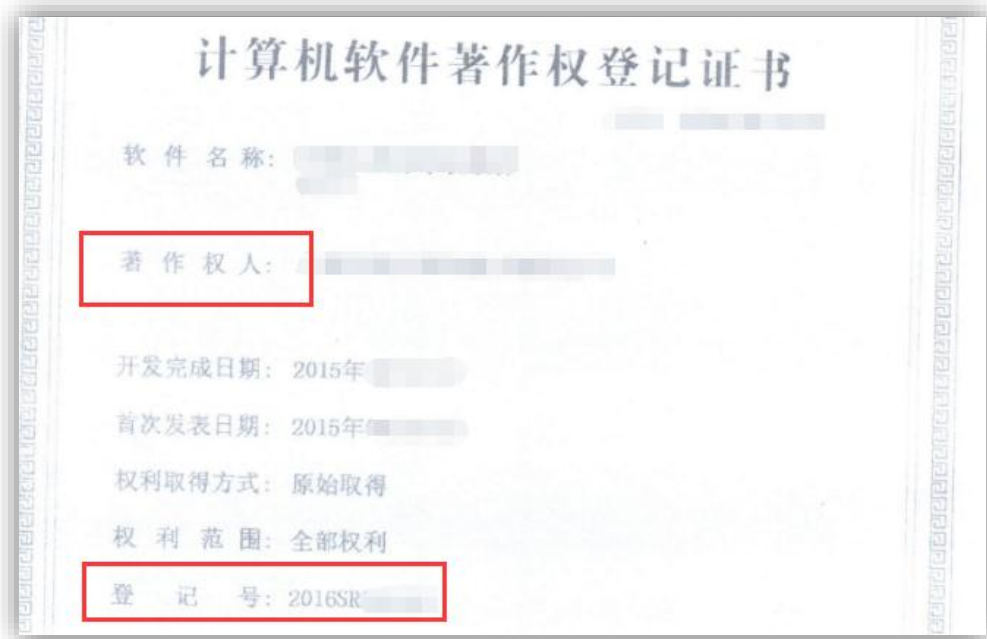 计算机软件著作权登记证书
软件名称:
著作权人:
开发完成日期: 2015年
首次发表日期: 2015年
权利取得方式: 原始取得
权利范围: 全部权利
登记号: 2016SR